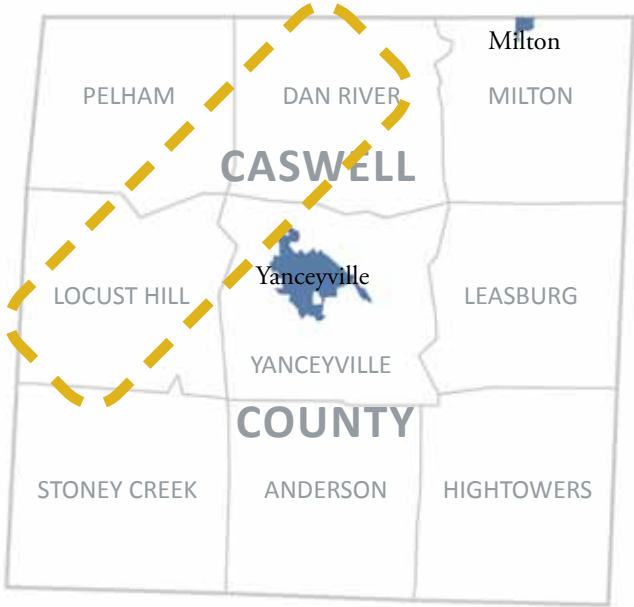 Milton
PELHAM
DAN RIVER
MILTON
CASWELL
Yanceyville
LOCUST HILL
LEASBURG
YANCEYVILLE
COUNTY
STONEY CREEK
ANDERSON
HIGHTOWERS